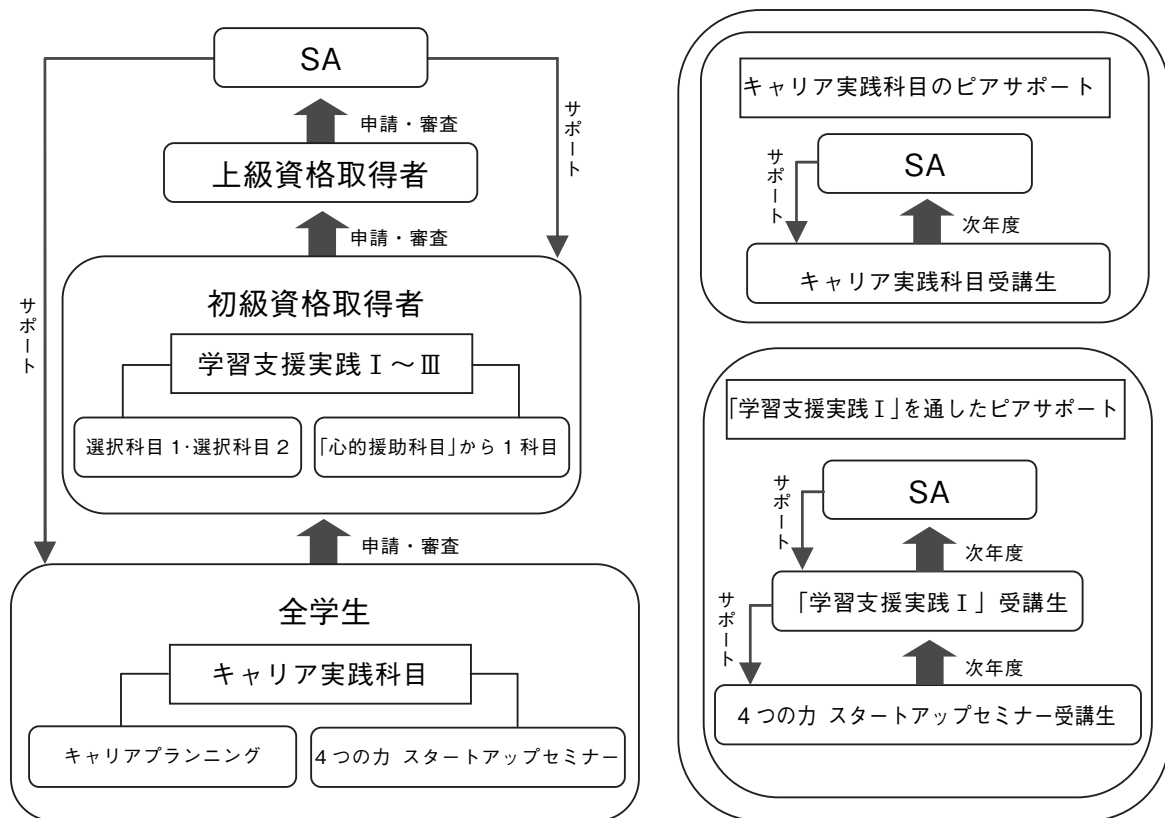 SA
申請・審査
サポート
上級資格取得者
申請・審査
サポート
初級資格取得者
学習支援実践Ⅰ～Ⅲ
選択科目1・選択科目2
「心的援助科目」から1科目
申請・審査
全学生
キャリア実践科目
キャリアプランニング
4つの力 スタートアップセミナー
キャリア実践科目のピアサポート
SA
サポート
次年度
キャリア実践科目受講生
「学習支援実践Ⅰ」を通したピアサポート
SA
サポート
次年度
「学習支援実践Ⅰ」受講生
サポート
次年度
4つの力 スタートアップセミナー受講生